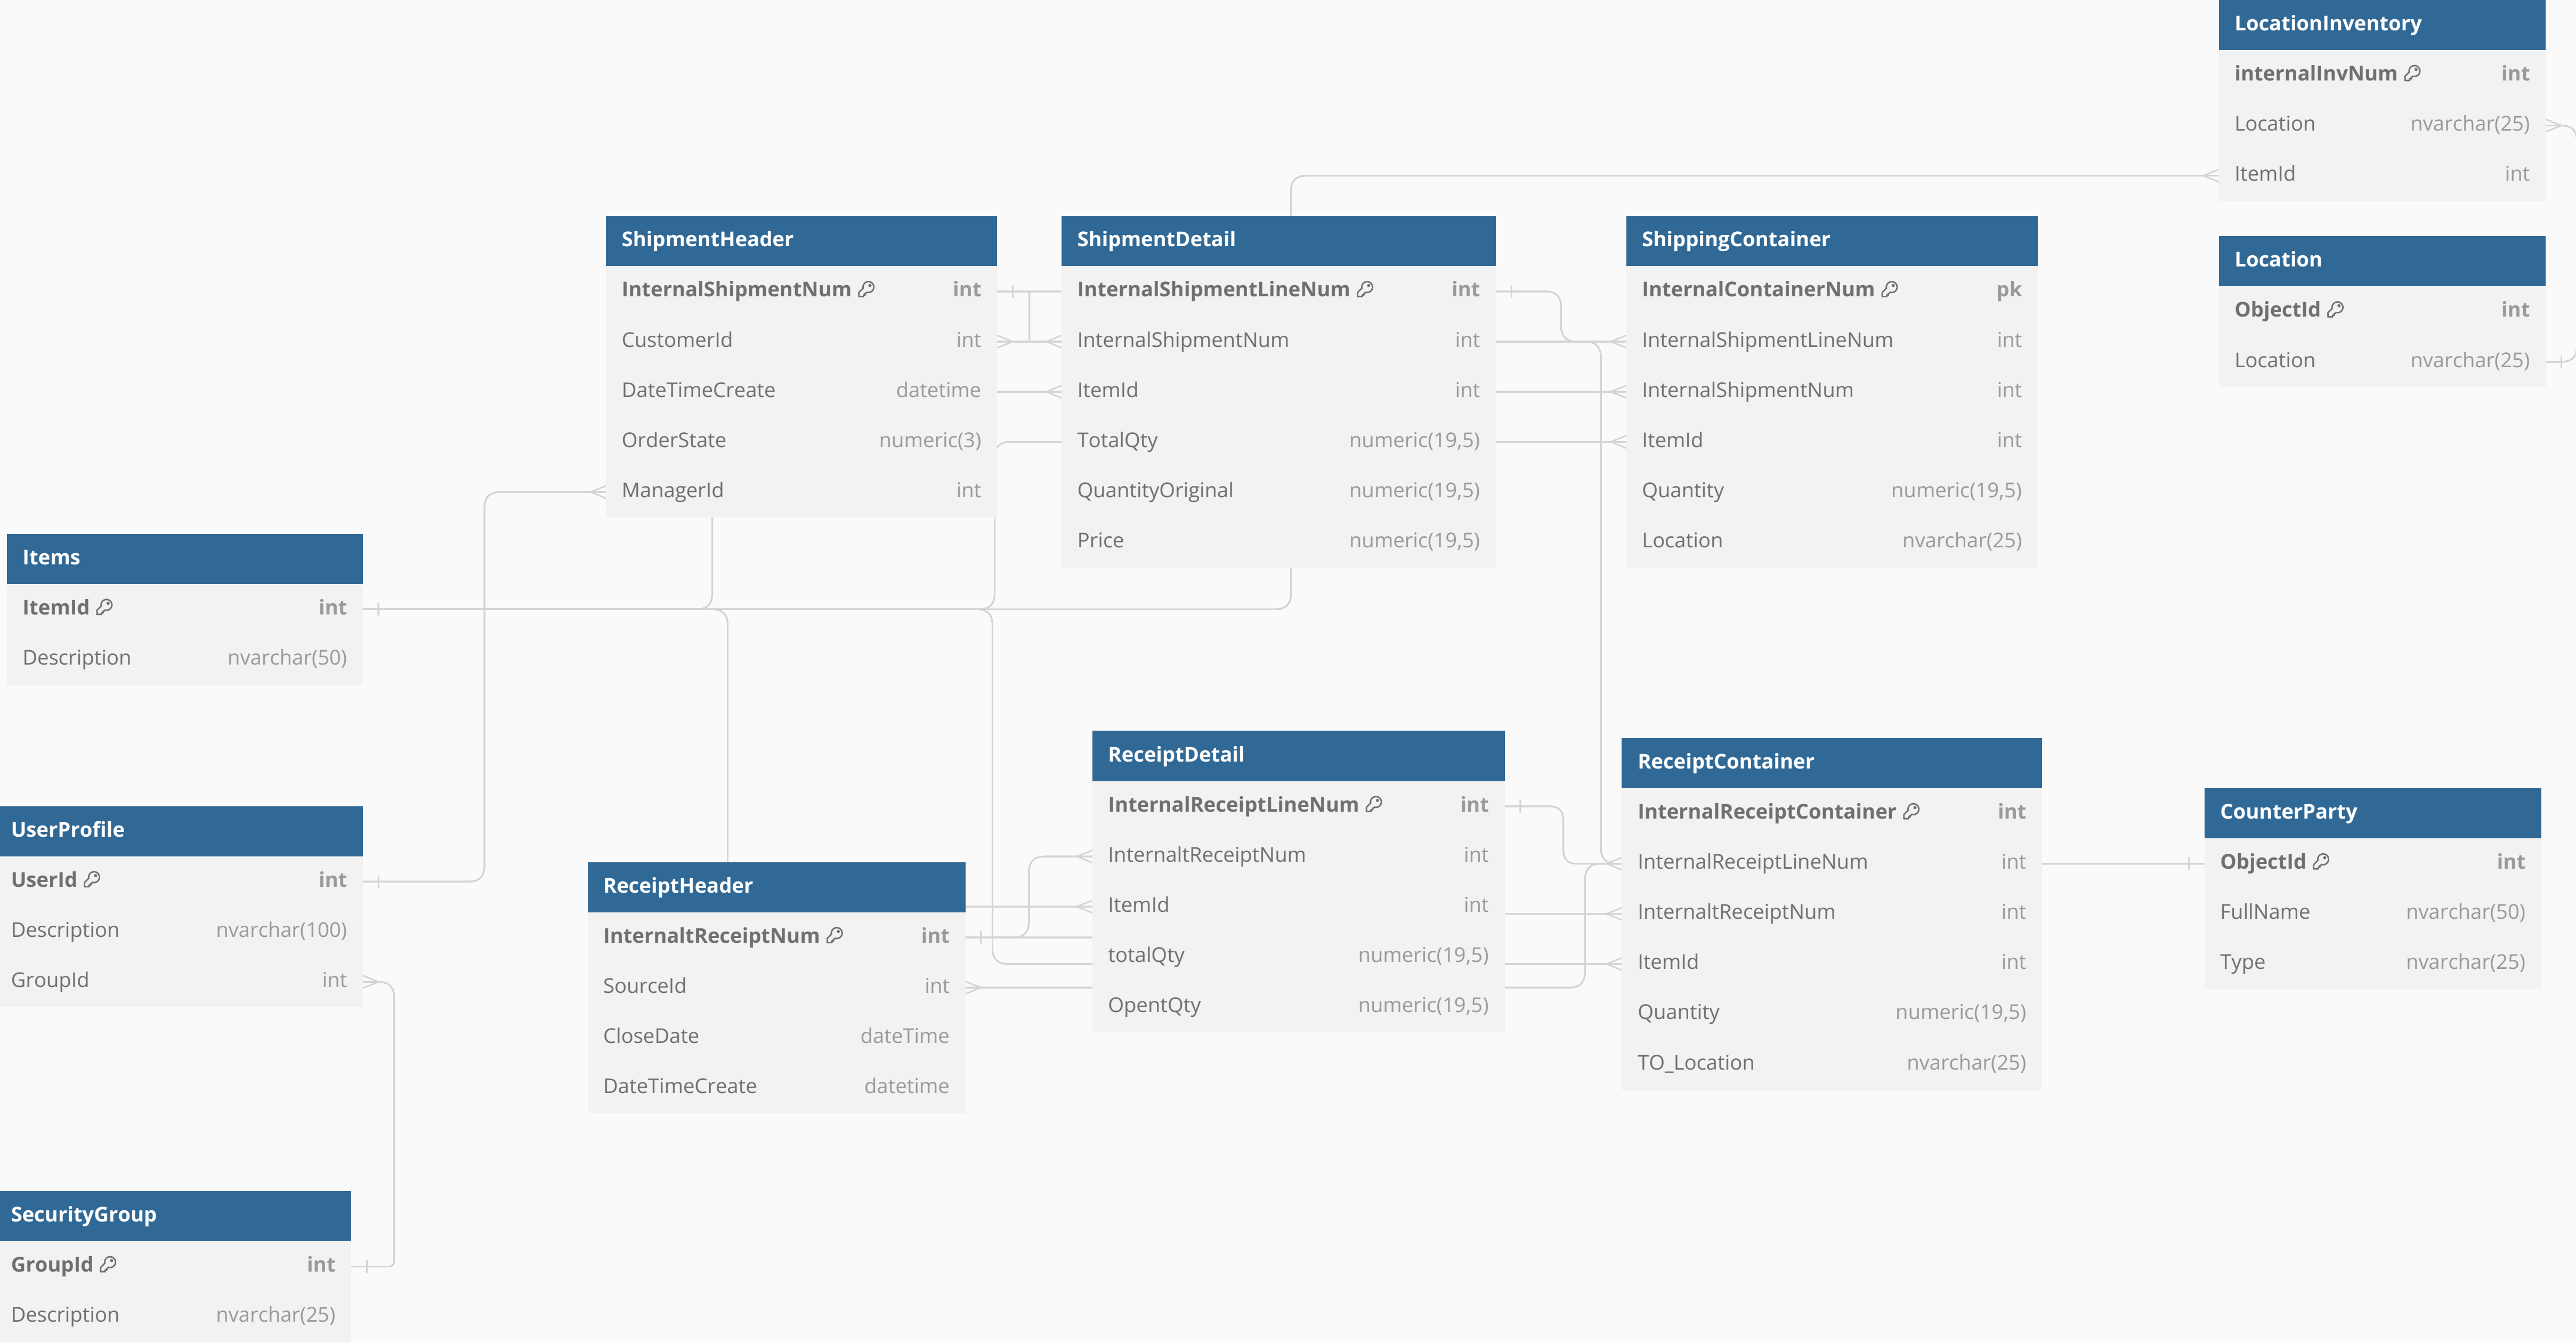 LocationInventory
internalInvNum int
Location nvarchar(25)
ItemId int
Location
ObjectId int
Location nvarchar(25)
ShipmentHeader
InternalShipmentNum int
CustomerId int
DateTimeCreate datetime
OrderState numeric(3)
ManagerId int
ShipmentDetail
InternalShipmentLineNum int
InternalShipmentNum int
ItemId int
TotalQty numeric(19,5)
QuantityOriginal numeric(19,5)
Price numeric(19,5)
ShippingContainer
InternalContainerNum pk
InternalShipmentLineNum int
InternalShipmentNum int
ItemId int
Quantity numeric(19,5)
Location nvarchar(25)
Items
ItemId int
Description nvarchar(50)
UserProfile
UserId int
Description nvarchar(100)
GroupId int
ReceiptHeader
InternaltReceiptNum int
SourceId int
CloseDate dateTime
DateTimeCreate datetime
ReceiptDetail
InternalReceiptLineNum int
InternaltReceiptNum int
ItemId int
totalQty numeric(19,5)
OpentQty numeric(19,5)
ReceiptContainer
InternalReceiptContainer int
InternalReceiptLineNum int
InternaltReceiptNum int
ItemId int
Quantity numeric(19,5)
TO_Location nvarchar(25)
CounterParty
ObjectId int
FullName nvarchar(50)
Type nvarchar(25)
SecurityGroup
GroupId int
Description nvarchar(25)